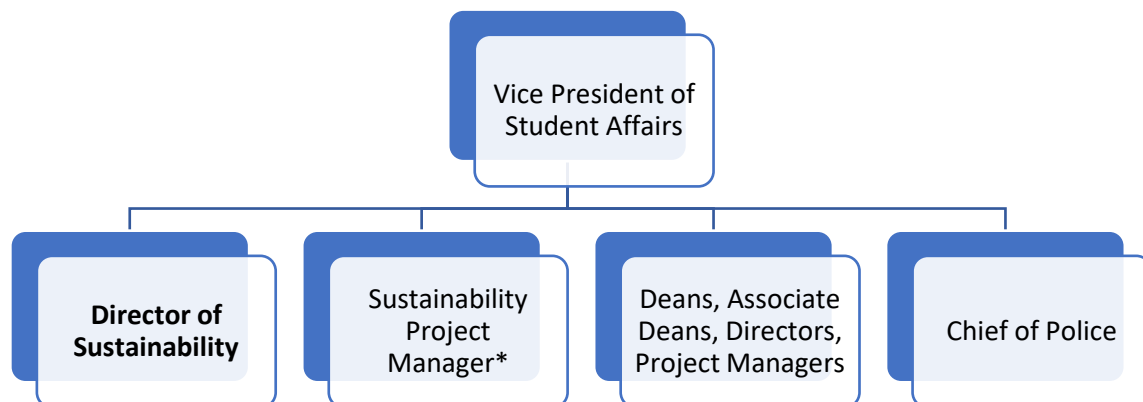 Vice President of
Student Affairs
Director of
Sustainability
Sustainability
Project
Manager*
Deans, Associate
Deans, Directors,
Project Managers
Chief of Police